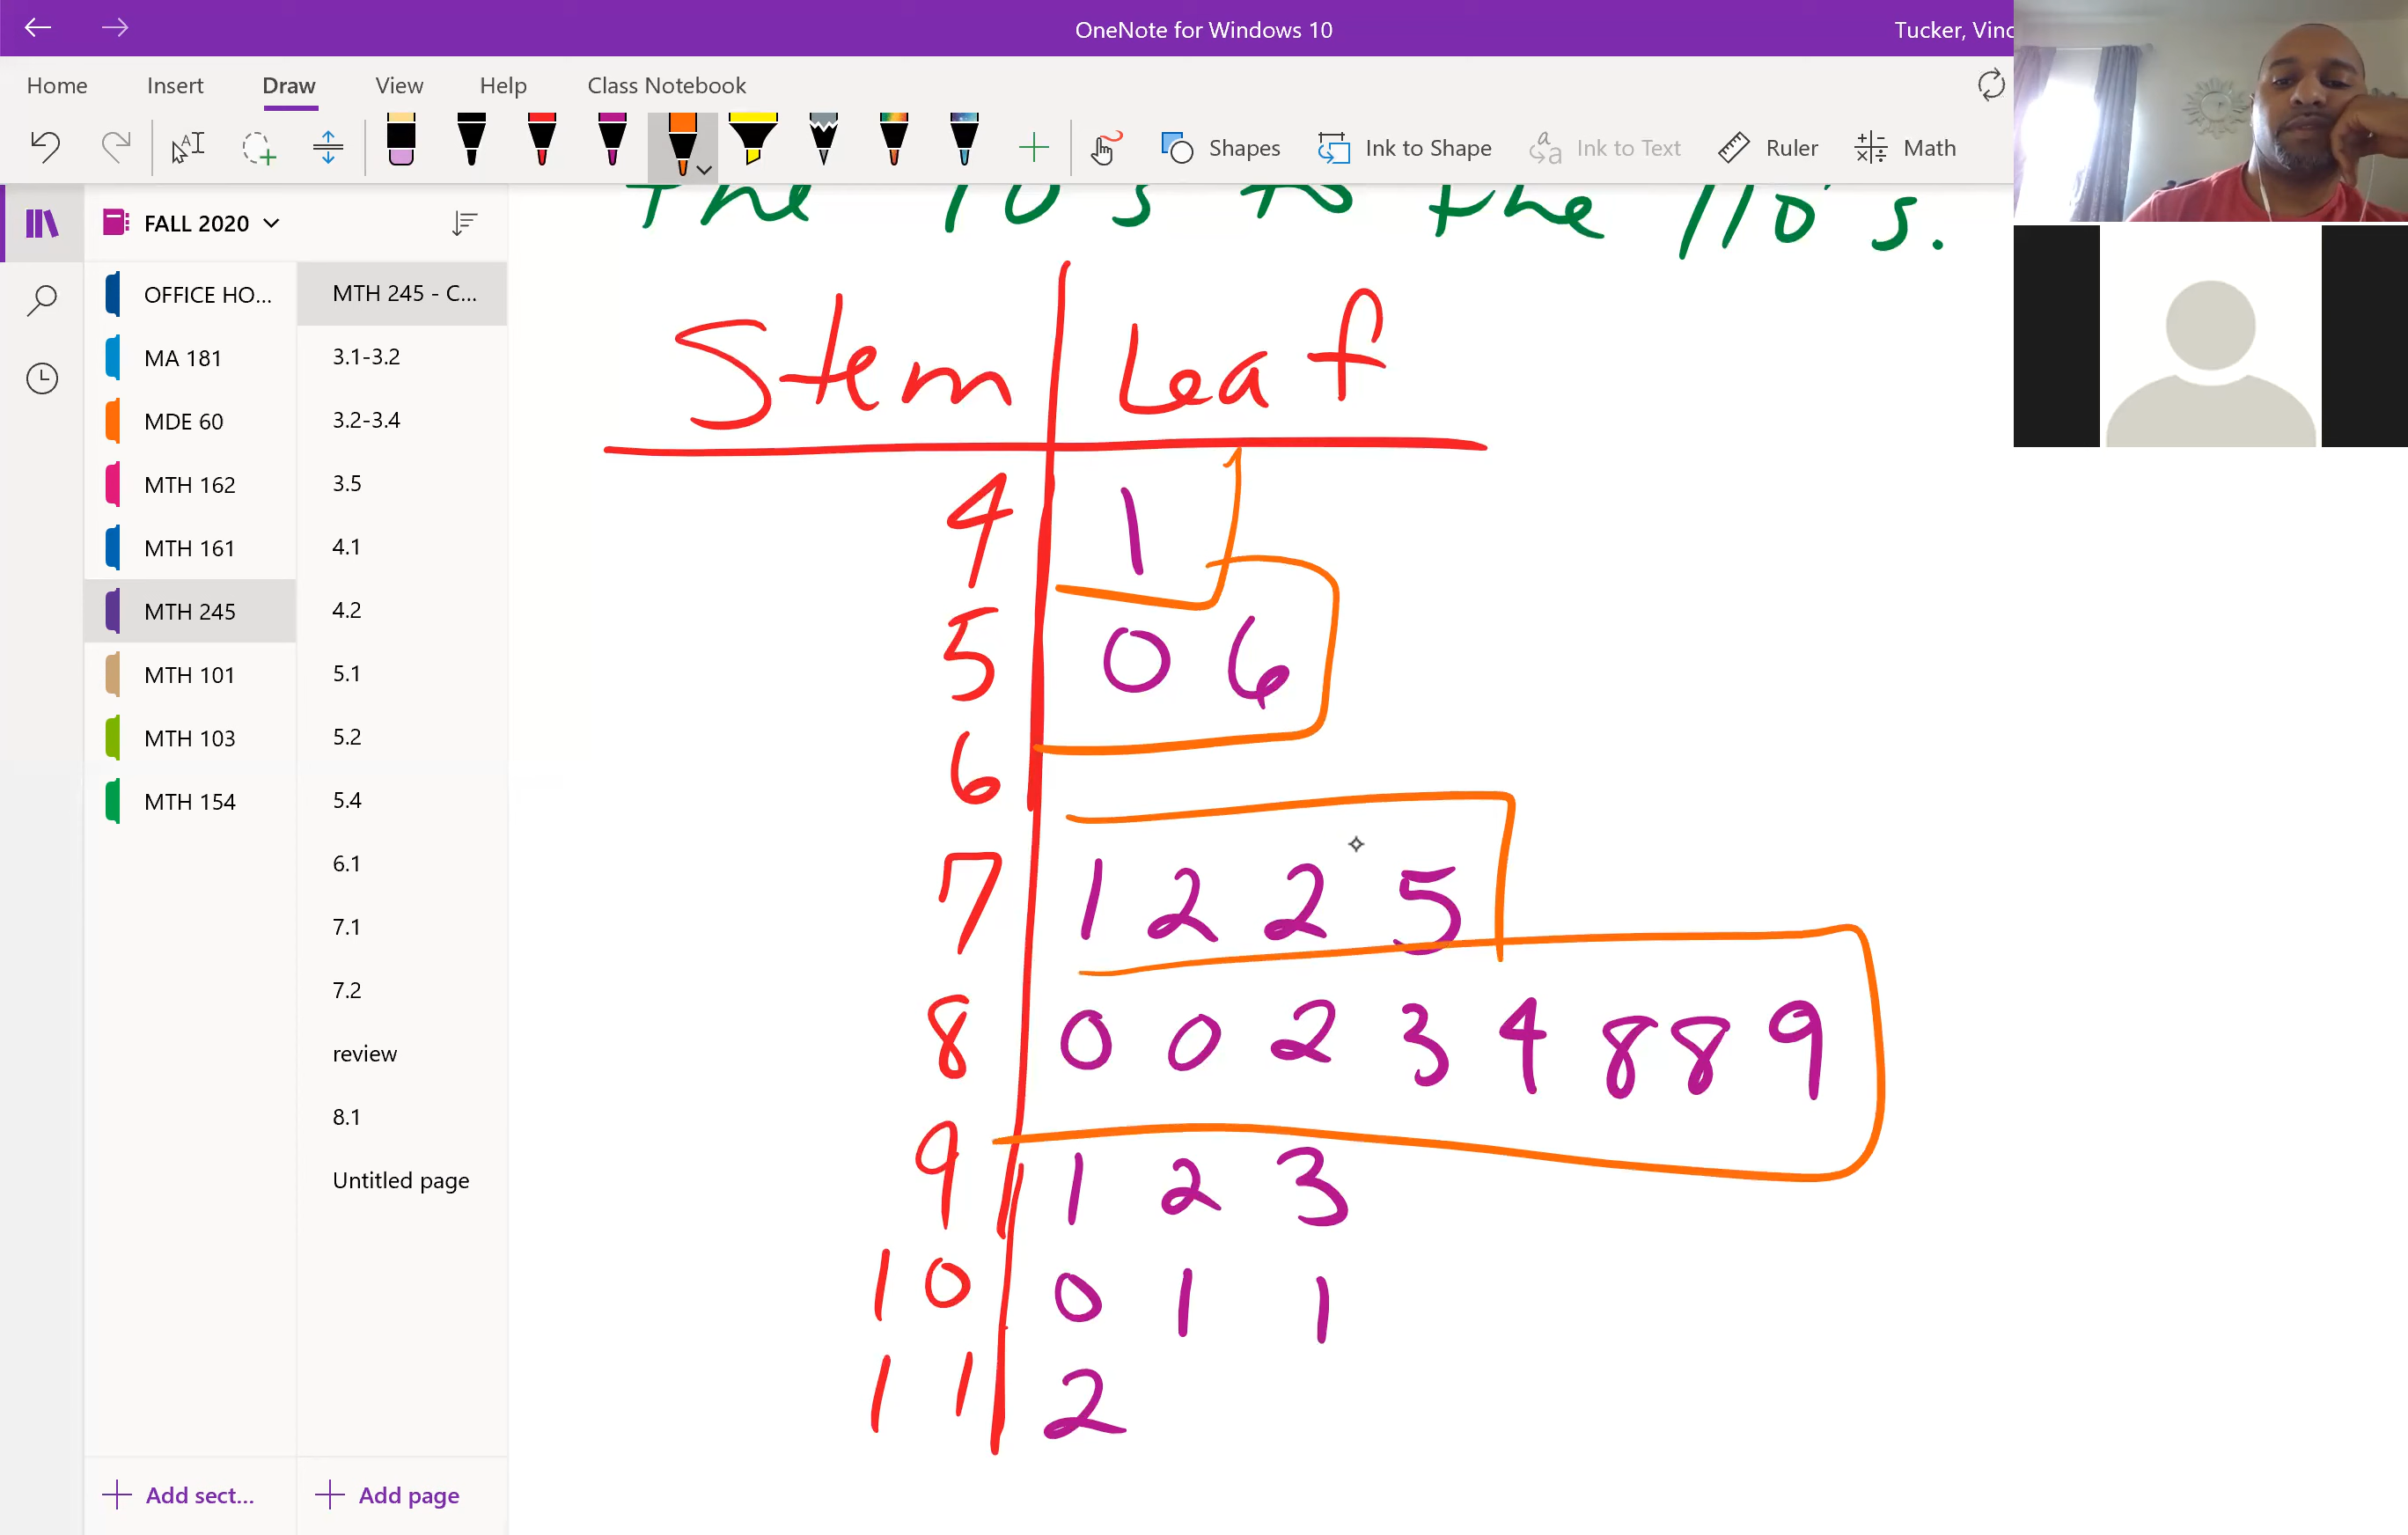 OneNote for Windows 10
Tucker, Vinc
Home Insert Draw View Help Class Notebook
Shapes Ink to Shape Ink to Text Ruler Math
FALL 2020
OFFICE HO...
MA 181
MDE 60
MTH 162
MTH 161
MTH 245
MTH 101
MTH 103
MTH 154
Add sect...
MTH 245 - C...
3.1-3.2
3.2-3.4
3.5
4.1
4.2
5.1
5.2
5.4
6.1
7.1
7.2
review
8.1
Untitled page
Add page
the 10's to the 110's.
Stem Leaf
4 1
5 0 6
6
7 1 2 2 5
8 0 0 2 3 4 8 8 9
9 1 2 3
10 0 1 1
11 2